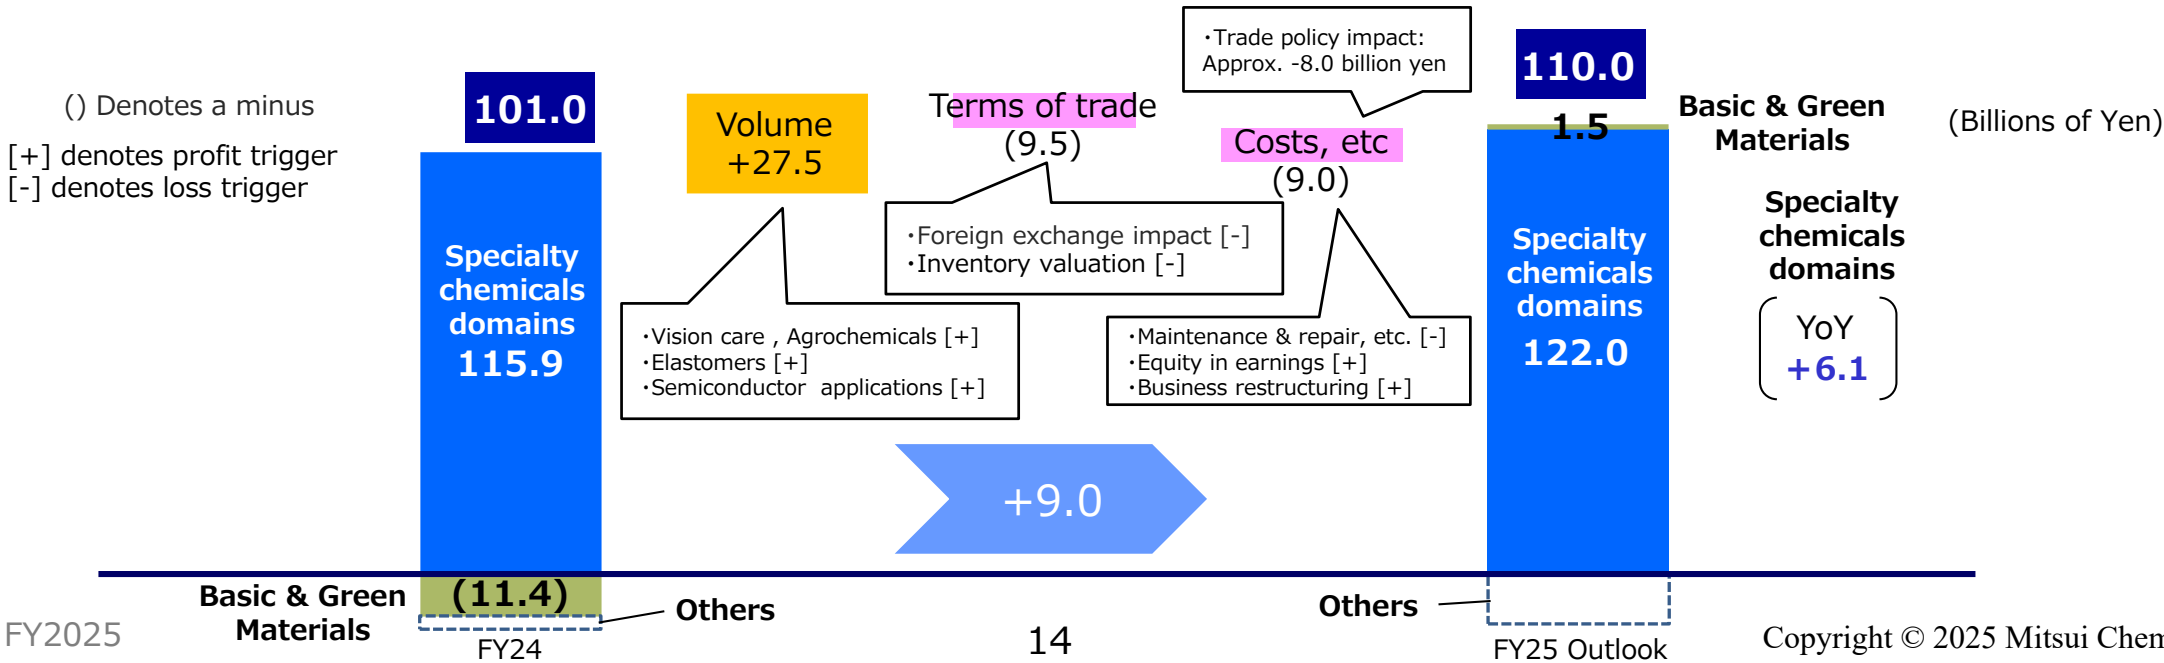 () Denotes a minus
[+] denotes profit trigger
[-] denotes loss trigger
101.0
Specialty
chemicals
domains
115.9
Basic & Green
Materials
(11.4)
Others
FY24
Volume
+27.5
・Vision care , Agrochemicals [+]
・Elastomers [+]
・Semiconductor applications [+]
Terms of trade
(9.5)
・Foreign exchange impact [-]
・Inventory valuation [-]
・Trade policy impact:
Approx. -8.0 billion yen
Costs, etc
(9.0)
・Maintenance & repair, etc. [-]
・Equity in earnings [+]
・Business restructuring [+]
+9.0
110.0
1.5
Basic & Green
Materials
Specialty
chemicals
domains
122.0
Others
FY25 Outlook
(Billions of Yen)
Specialty
chemicals
domains
YoY
+6.1
FY2025
14
Copyright © 2025 Mitsui Chem